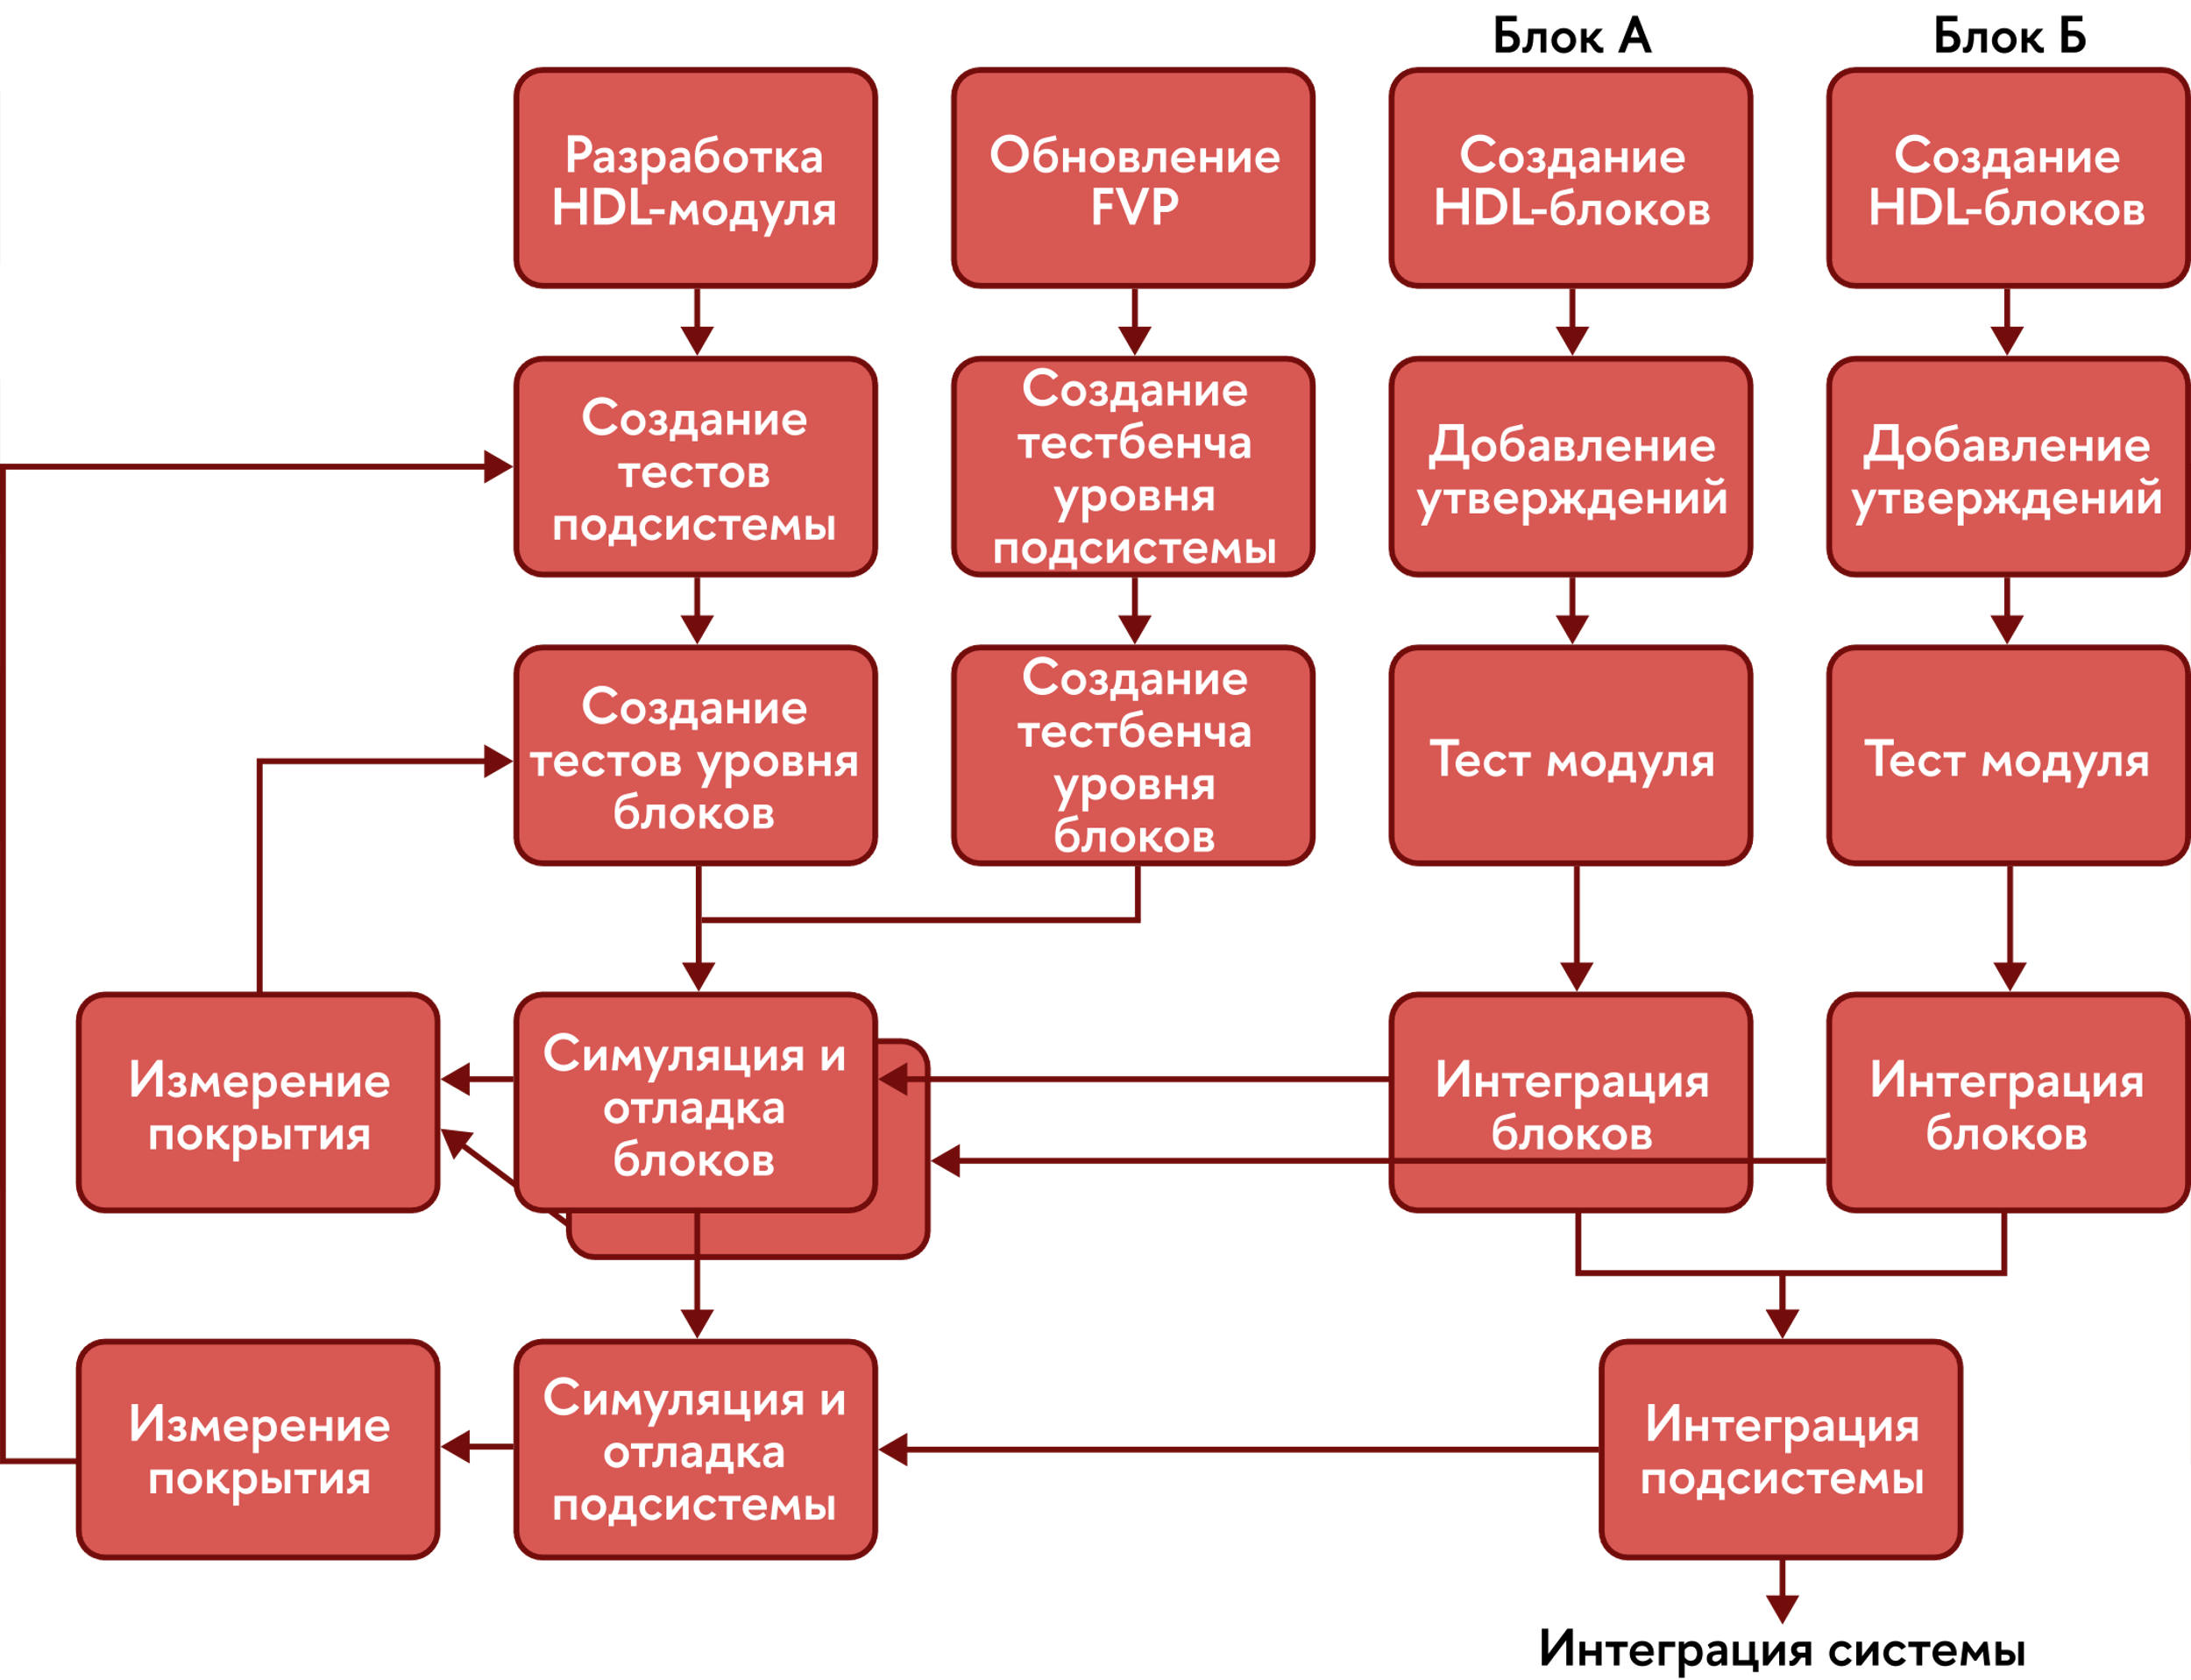 Блок А
Блок Б
Разработка
HDL-модуля
Обновление
FVP
Создание
HDL-блоков
Создание
HDL-блоков
Создание
тестов
подсистемы
Создание
тестбенча
уровня
подсистемы
Добавление
утверждений
Добавление
утверждений
Создание
тестов уровня
блоков
Создание
тестбенча
уровня
блоков
Тест модуля
Тест модуля
Измерение
покрытия
Симуляция и
отладка
блоков
Интеграция
блоков
Интеграция
блоков
Измерение
покрытия
Симуляция и
отладка
подсистемы
Интеграция
подсистемы
Интеграция системы